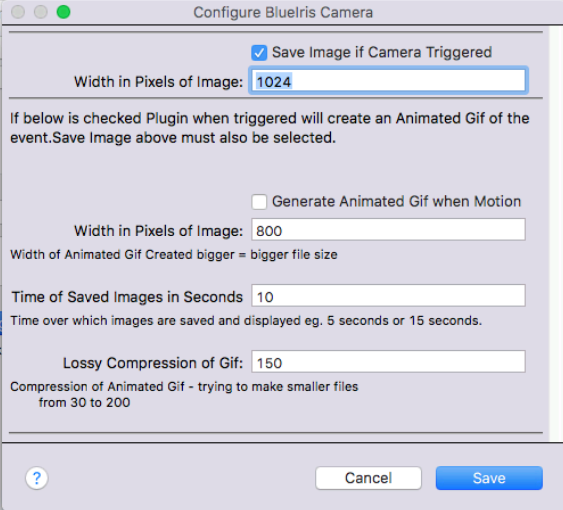 Configure BlueIris Camera
Save Image if Camera Triggered
Width in Pixels of Image: 1024
If below is checked Plugin when triggered will create an Animated Gif of the
event.Save Image above must also be selected.
Generate Animated Gif when Motion
Width in Pixels of Image: 800
Width of Animated Gif Created bigger = bigger file size
Time of Saved Images in Seconds 10
Time over which images are saved and displayed eg. 5 seconds or 15 seconds.
Lossy Compression of Gif: 150
Compression of Animated Gif - trying to make smaller files
from 30 to 200
? Cancel Save